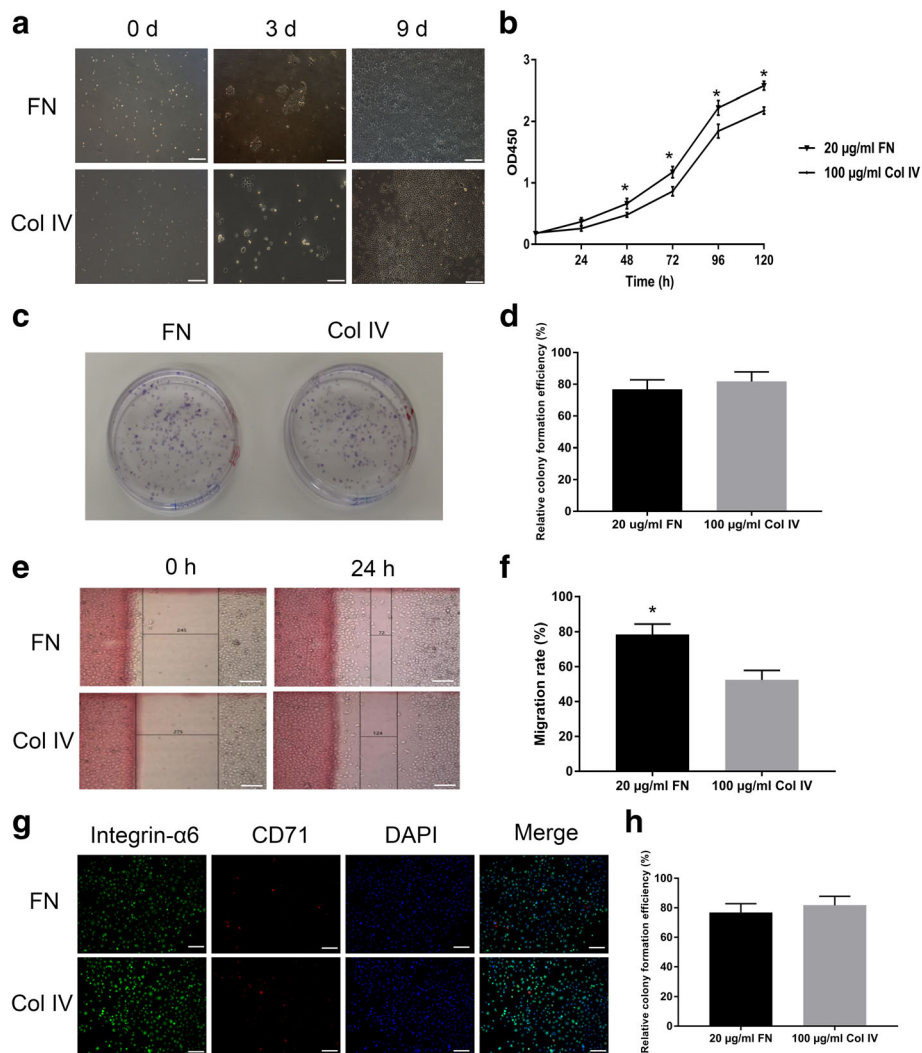 a
0 d
3 d
9 d
FN
Col IV
b
OD450
3
2
1
0
24
48
72
96
120
Time (h)
*
*
*
*
20 µg/ml FN
100 µg/ml Col IV
c
FN
Col IV
d
Relative colony formation efficiency (%)
100
80
60
40
20
0
20 ug/ml FN
100 µg/ml Col IV
e
0 h
24 h
FN
245
72
Col IV
275
124
f
Migration rate (%)
100
80
60
40
20
0
*
20 µg/ml FN
100 µg/ml Col IV
g
Integrin-α6
CD71
DAPI
Merge
FN
Col IV
h
Relative colony formation efficiency (%)
100
80
60
40
20
0
20 µg/ml FN
100 µg/ml Col IV